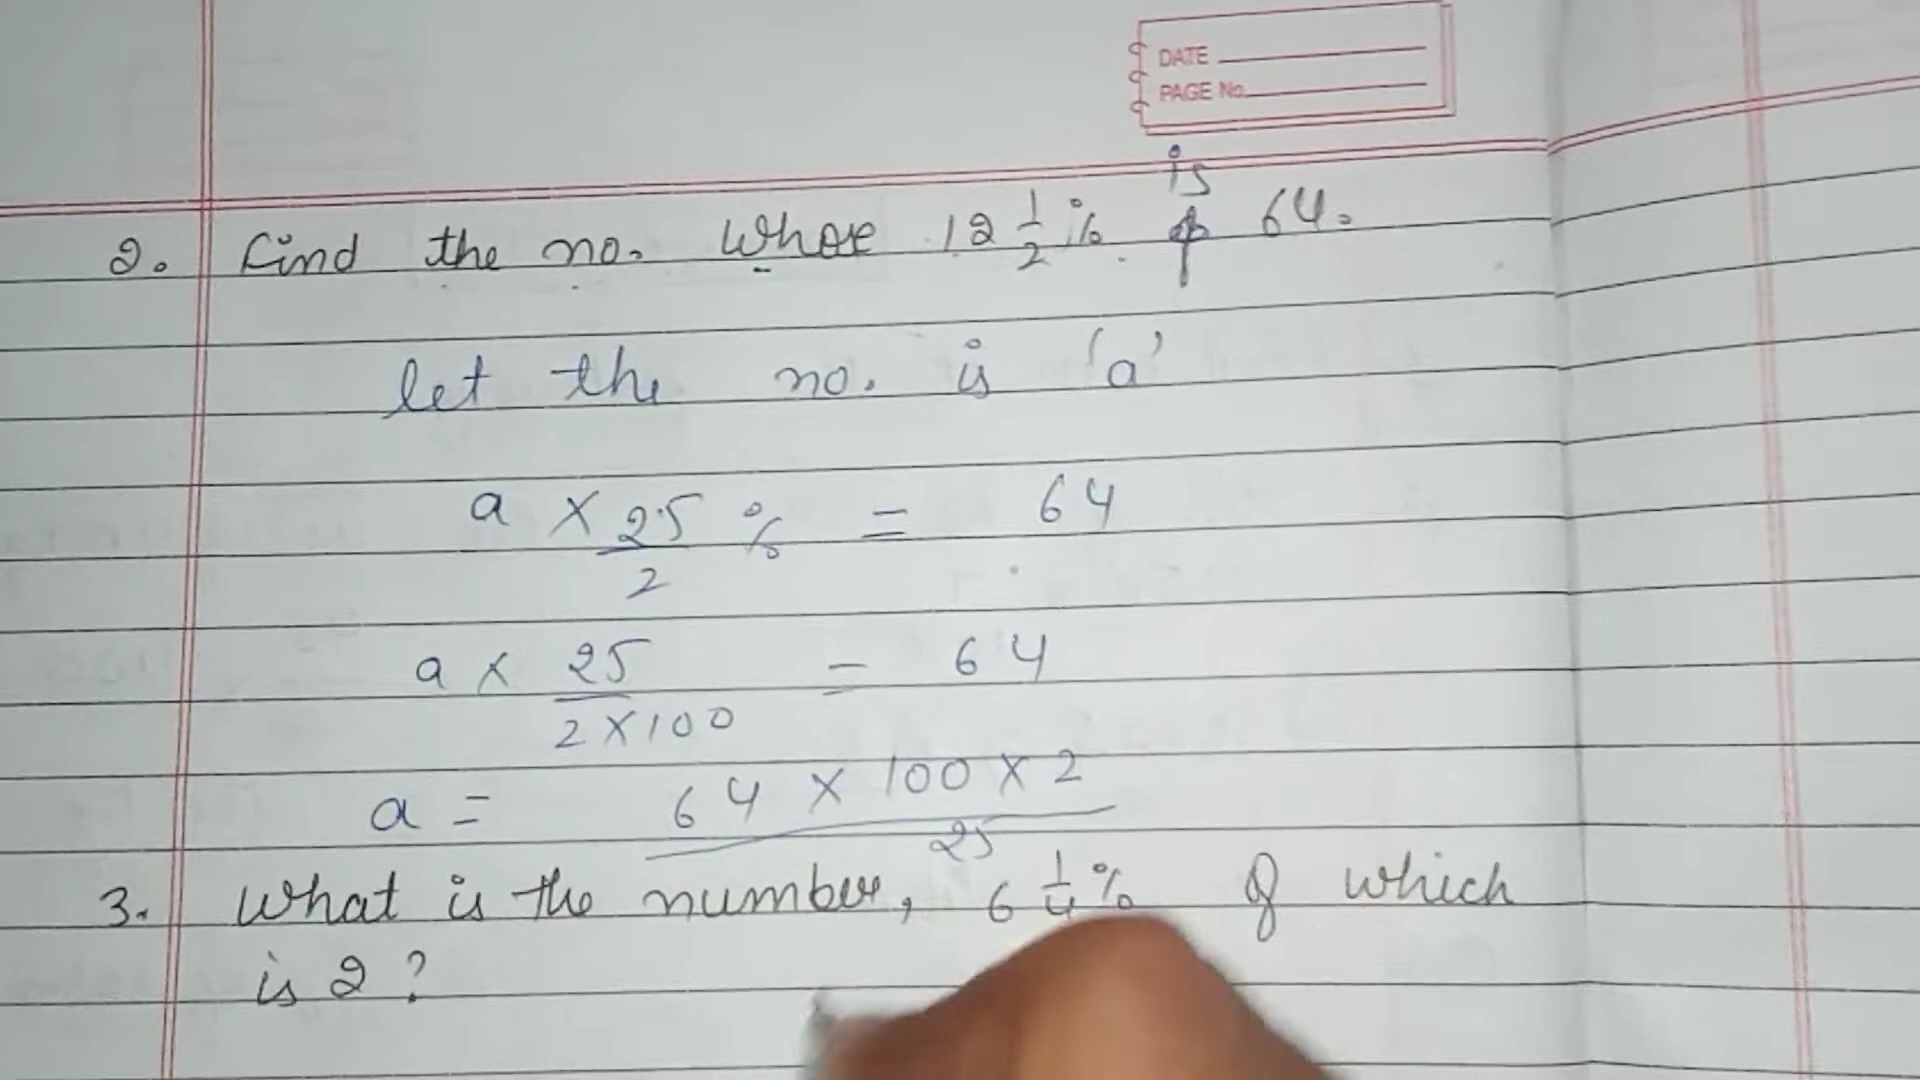 DATE
PAGE No.
is
2. Find the no. whose 12 1/2 % of 64.
let the no. is 'a'
a × 25/2 % = 64
a × 25/(2×100) = 64
a = (64 × 100 × 2)/25
3. What is the number, 6 1/4 % of which
is 2 ?